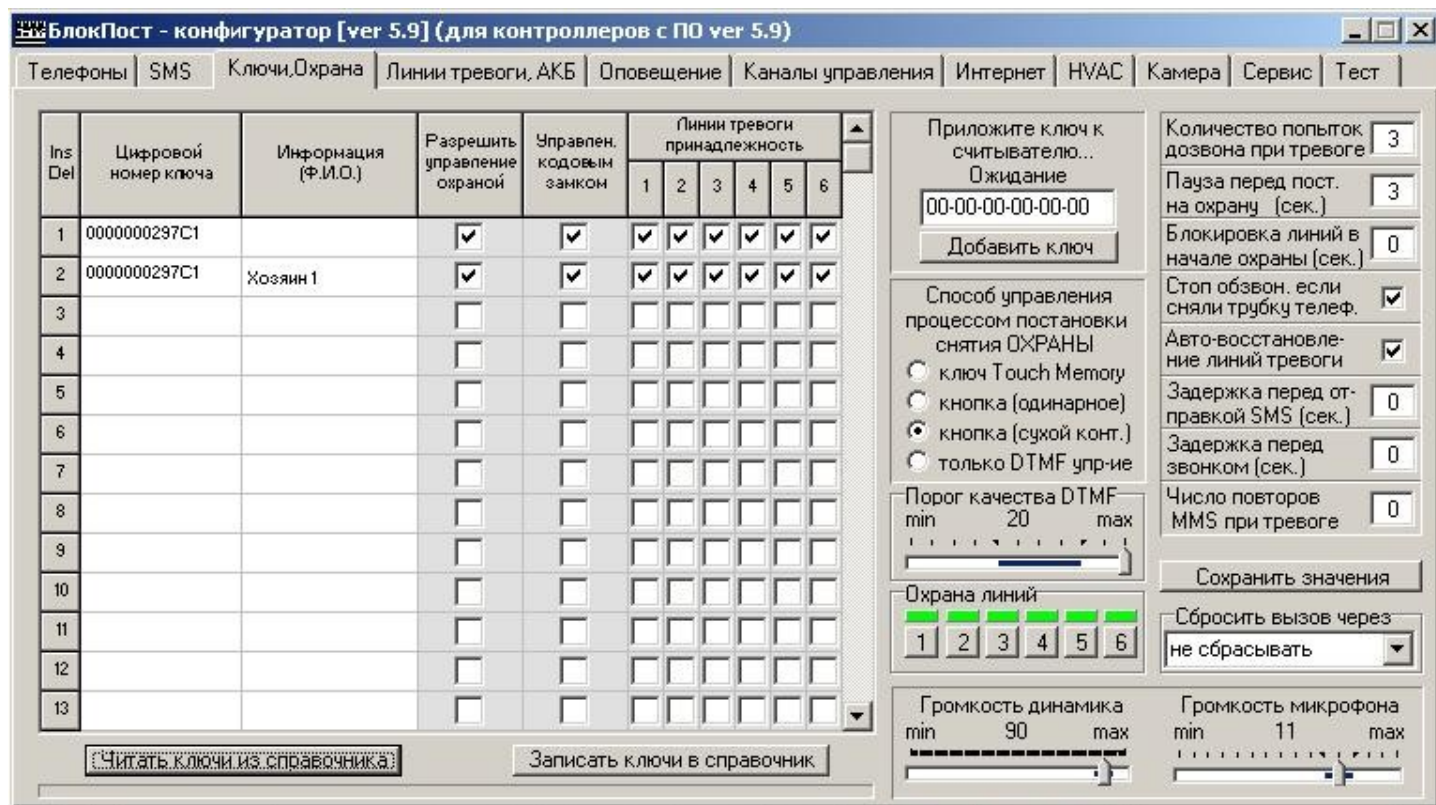 БлокПост - конфигуратор [ver 5.9] (для контроллеров с ПО ver 5.9)
Телефоны SMS Ключи,Охрана Линии тревоги, АКБ Оповещение Каналы управления Интернет HVAC Камера Сервис Тест
Ins
Del
Цифровой
номер ключа
Информация
(Ф.И.О.)
Разрешить
управление
охраной
Управлен.
кодовым
замком
Линии тревоги
принадлежность
1 2 3 4 5 6
1 0000000297C1
2 0000000297C1 Хозяин 1
3
4
5
6
7
8
9
10
11
12
13
Читать ключи из справочника
Записать ключи в справочник
Приложите ключ к
считывателю...
Ожидание
00-00-00-00-00-00
Добавить ключ
Способ управления
процессом постановки
снятия ОХРАНЫ
ключ Touch Memory
кнопка (одинарное)
кнопка (сухой конт.)
только DTMF упр-ие
Порог качества DTMF
min 20 max
Охрана линий
1 2 3 4 5 6
Количество попыток
дозвона при тревоге 3
Пауза перед пост.
на охрану (сек.) 3
Блокировка линий в
начале охраны (сек.) 0
Стоп обзвон. если
сняли трубку телеф.
Авто-восстановле-
ние линий тревоги
Задержка перед от-
правкой SMS (сек.) 0
Задержка перед
звонком (сек.) 0
Число повторов
MMS при тревоге 0
Сохранить значения
Сбросить вызов через
не сбрасывать
Громкость динамика
min 90 max
Громкость микрофона
min 11 max